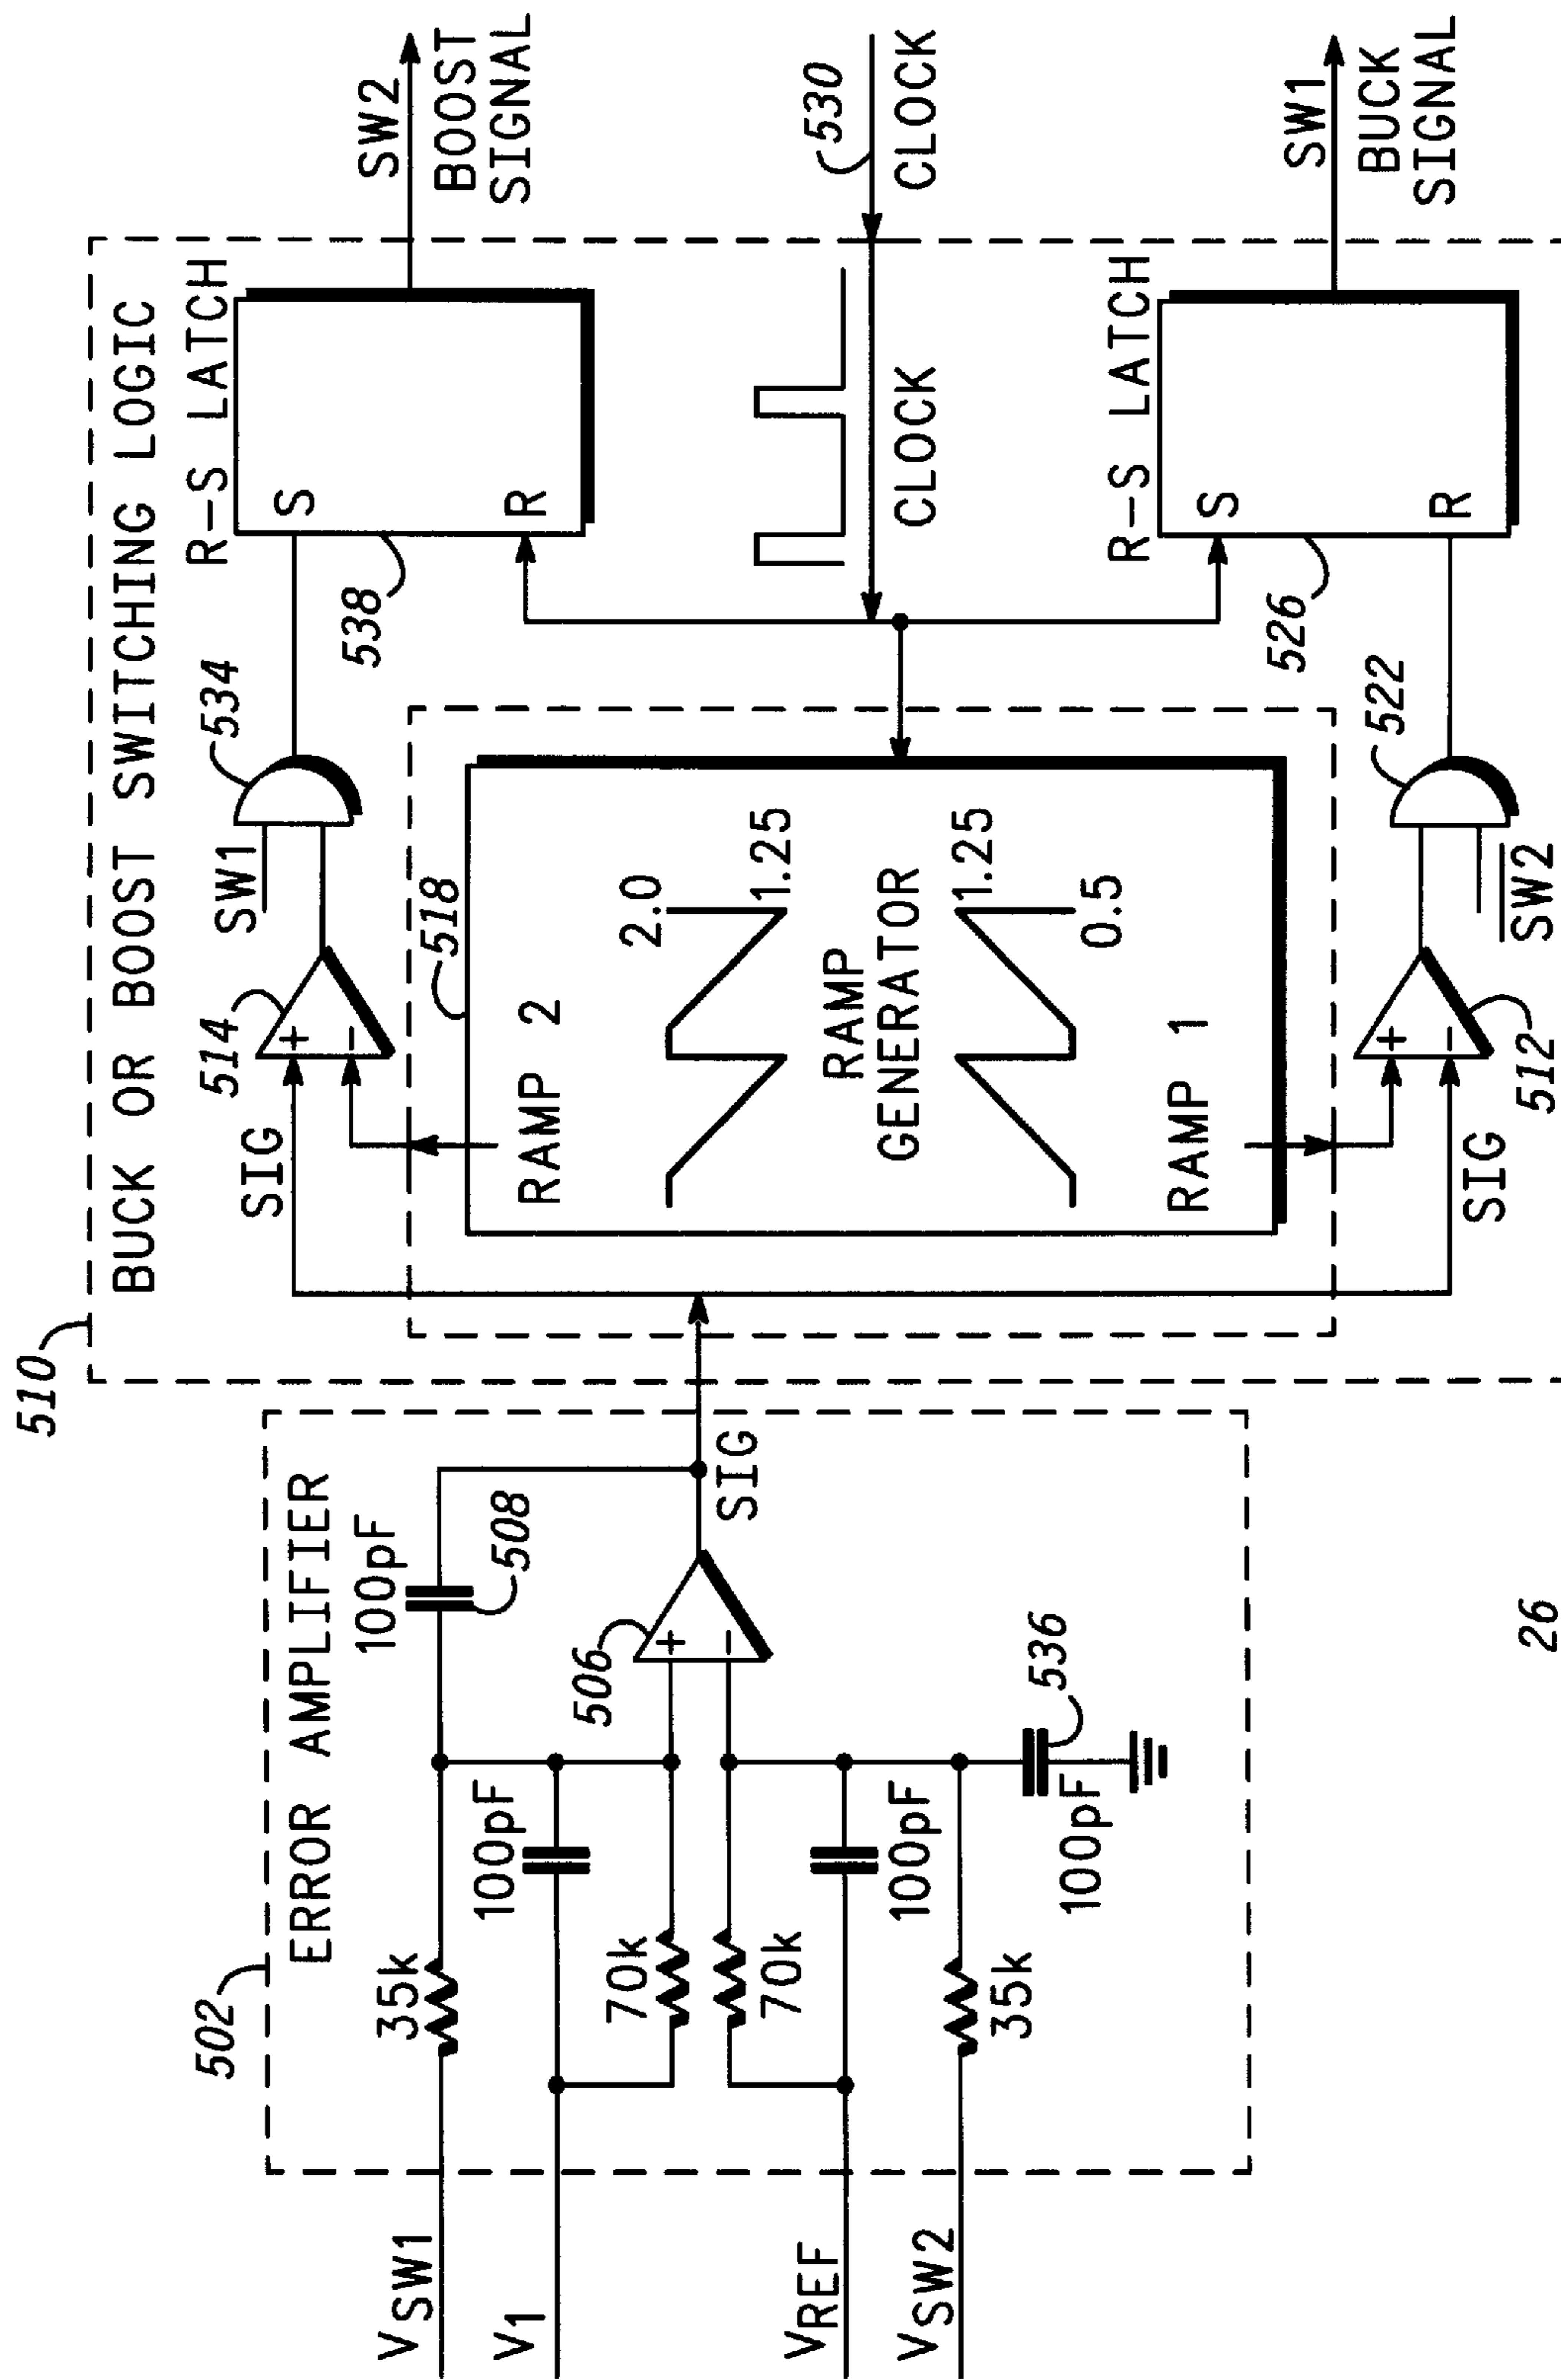 510
BUCK OR BOOST SWITCHING LOGIC
502
ERROR AMPLIFIER
VSW1
35k
100pF
508
V1
100pF
70k
506
+
−
SIG
VREF
70k
100pF
VSW2
35k
100pF
536
SIG
514
+
−
SW1
534
R-S LATCH
S
R
538
SW2
BOOST
SIGNAL
518
RAMP 2
2.0
1.25
RAMP
GENERATOR
1.25
0.5
RAMP 1
CLOCK
530
CLOCK
SIG
512
+
−
SW2
522
R-S LATCH
S
R
526
SW1
BUCK
SIGNAL
26